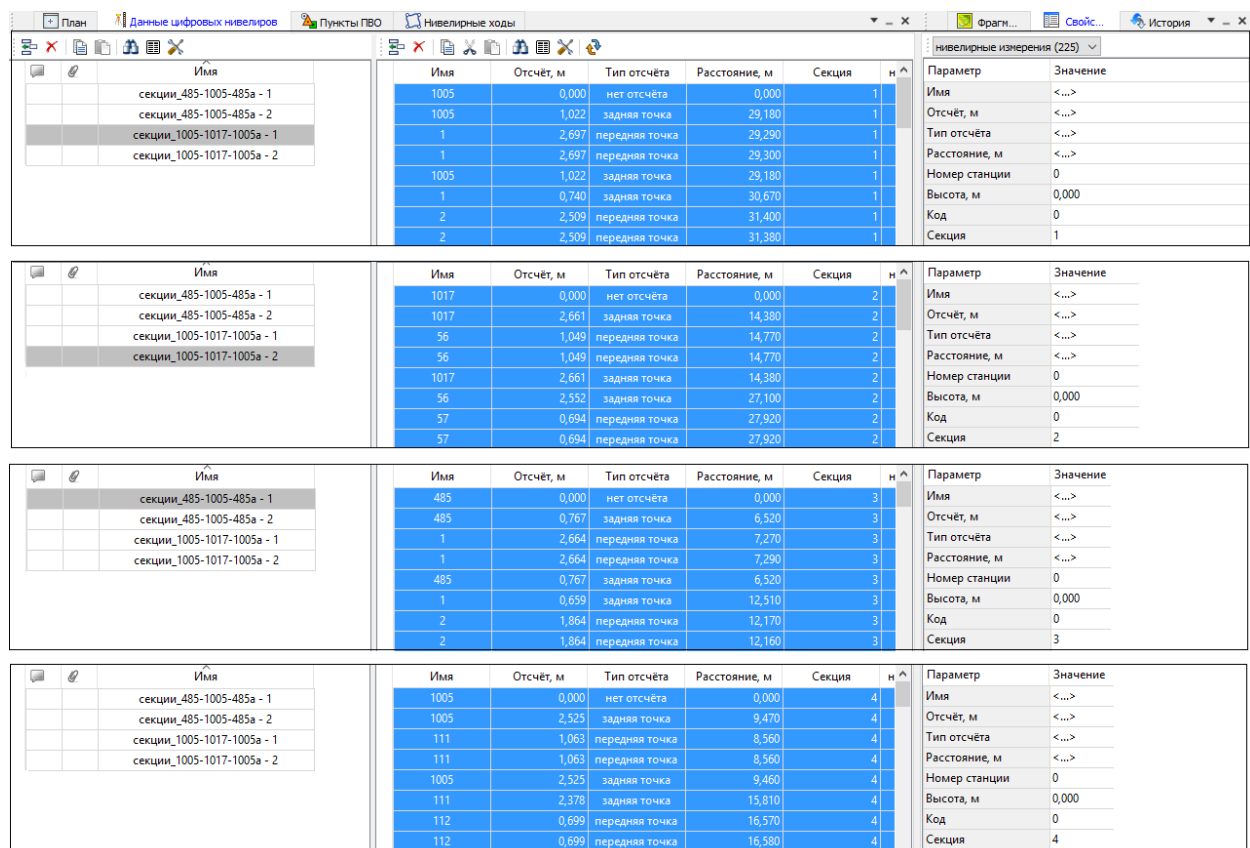 План Данные цифровых нивелиров Пункты ПВО Нивелирные ходы Фрагм... Свойс... История
нивелирные измерения (225)
Имя Имя Отсчёт, м Тип отсчёта Расстояние, м Секция н Параметр Значение
секции_485-1005-485a - 1 1005 0,000 нет отсчёта 0,000 1 Имя <...>
секции_485-1005-485a - 2 1005 1,022 задняя точка 29,180 1 Отсчёт, м <...>
секции_1005-1017-1005a - 1 1 2,697 передняя точка 29,290 1 Тип отсчёта <...>
секции_1005-1017-1005a - 2 1 2,697 передняя точка 29,300 1 Расстояние, м <...>
1005 1,022 задняя точка 29,180 1 Номер станции 0
1 0,740 задняя точка 30,670 1 Высота, м 0,000
2 2,509 передняя точка 31,400 1 Код 0
2 2,509 передняя точка 31,380 1 Секция 1
Имя Имя Отсчёт, м Тип отсчёта Расстояние, м Секция н Параметр Значение
секции_485-1005-485a - 1 1017 0,000 нет отсчёта 0,000 2 Имя <...>
секции_485-1005-485a - 2 1017 2,661 задняя точка 14,380 2 Отсчёт, м <...>
секции_1005-1017-1005a - 1 56 1,049 передняя точка 14,770 2 Тип отсчёта <...>
секции_1005-1017-1005a - 2 56 1,049 передняя точка 14,770 2 Расстояние, м <...>
1017 2,661 задняя точка 14,380 2 Номер станции 0
56 2,552 задняя точка 27,100 2 Высота, м 0,000
57 0,694 передняя точка 27,920 2 Код 0
57 0,694 передняя точка 27,920 2 Секция 2
Имя Имя Отсчёт, м Тип отсчёта Расстояние, м Секция н Параметр Значение
секции_485-1005-485a - 1 485 0,000 нет отсчёта 0,000 3 Имя <...>
секции_485-1005-485a - 2 485 0,767 задняя точка 6,520 3 Отсчёт, м <...>
секции_1005-1017-1005a - 1 1 2,664 передняя точка 7,270 3 Тип отсчёта <...>
секции_1005-1017-1005a - 2 1 2,664 передняя точка 7,290 3 Расстояние, м <...>
485 0,767 задняя точка 6,520 3 Номер станции 0
1 0,659 задняя точка 12,510 3 Высота, м 0,000
2 1,864 передняя точка 12,170 3 Код 0
2 1,864 передняя точка 12,160 3 Секция 3
Имя Имя Отсчёт, м Тип отсчёта Расстояние, м Секция н Параметр Значение
секции_485-1005-485a - 1 1005 0,000 нет отсчёта 0,000 4 Имя <...>
секции_485-1005-485a - 2 1005 2,525 задняя точка 9,470 4 Отсчёт, м <...>
секции_1005-1017-1005a - 1 111 1,063 передняя точка 8,560 4 Тип отсчёта <...>
секции_1005-1017-1005a - 2 111 1,063 передняя точка 8,560 4 Расстояние, м <...>
1005 2,525 задняя точка 9,460 4 Номер станции 0
111 2,378 задняя точка 15,810 4 Высота, м 0,000
112 0,699 передняя точка 16,570 4 Код 0
112 0,699 передняя точка 16,580 4 Секция 4